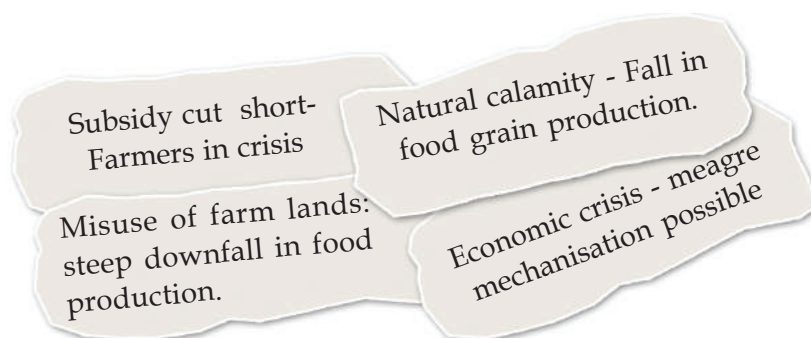 Subsidy cut short-
Farmers in crisis
Natural calamity - Fall in
food grain production.
Misuse of farm lands:
steep downfall in food
production.
Economic crisis - meagre
mechanisation possible